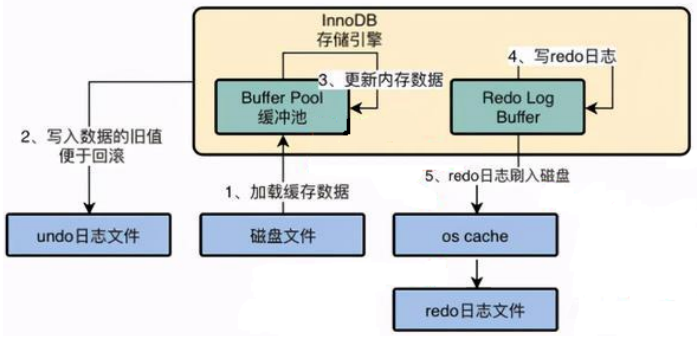 InnoDB
存储引擎
4、写redo日志
3、更新内存数据
Buffer Pool
缓冲池
Redo Log
Buffer
2、写入数据的旧值
便于回滚
5、redo日志刷入磁盘
1、加载缓存数据
undo日志文件
磁盘文件
os cache
redo日志文件